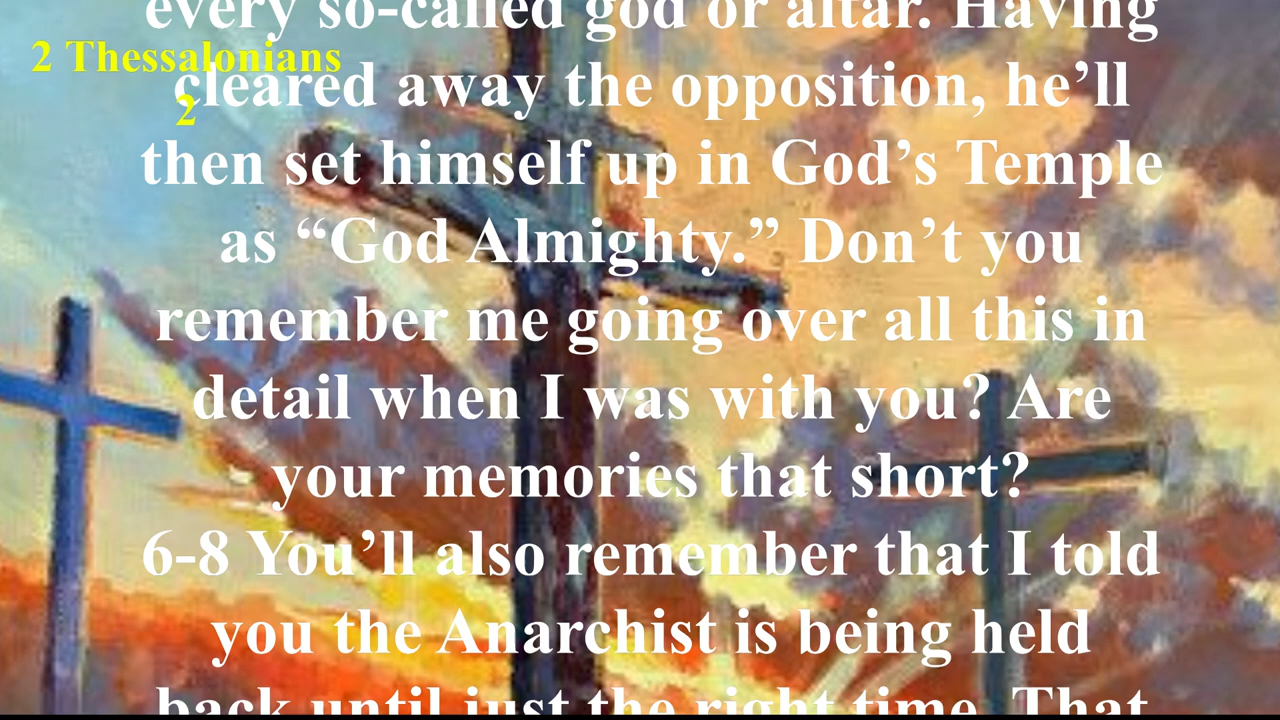 every so-called god or altar. Having
2 Thessalonians
2
cleared away the opposition, he’ll
then set himself up in God’s Temple
as “God Almighty.” Don’t you
remember me going over all this in
detail when I was with you? Are
your memories that short?
6-8 You’ll also remember that I told
you the Anarchist is being held
back until just the right time. That